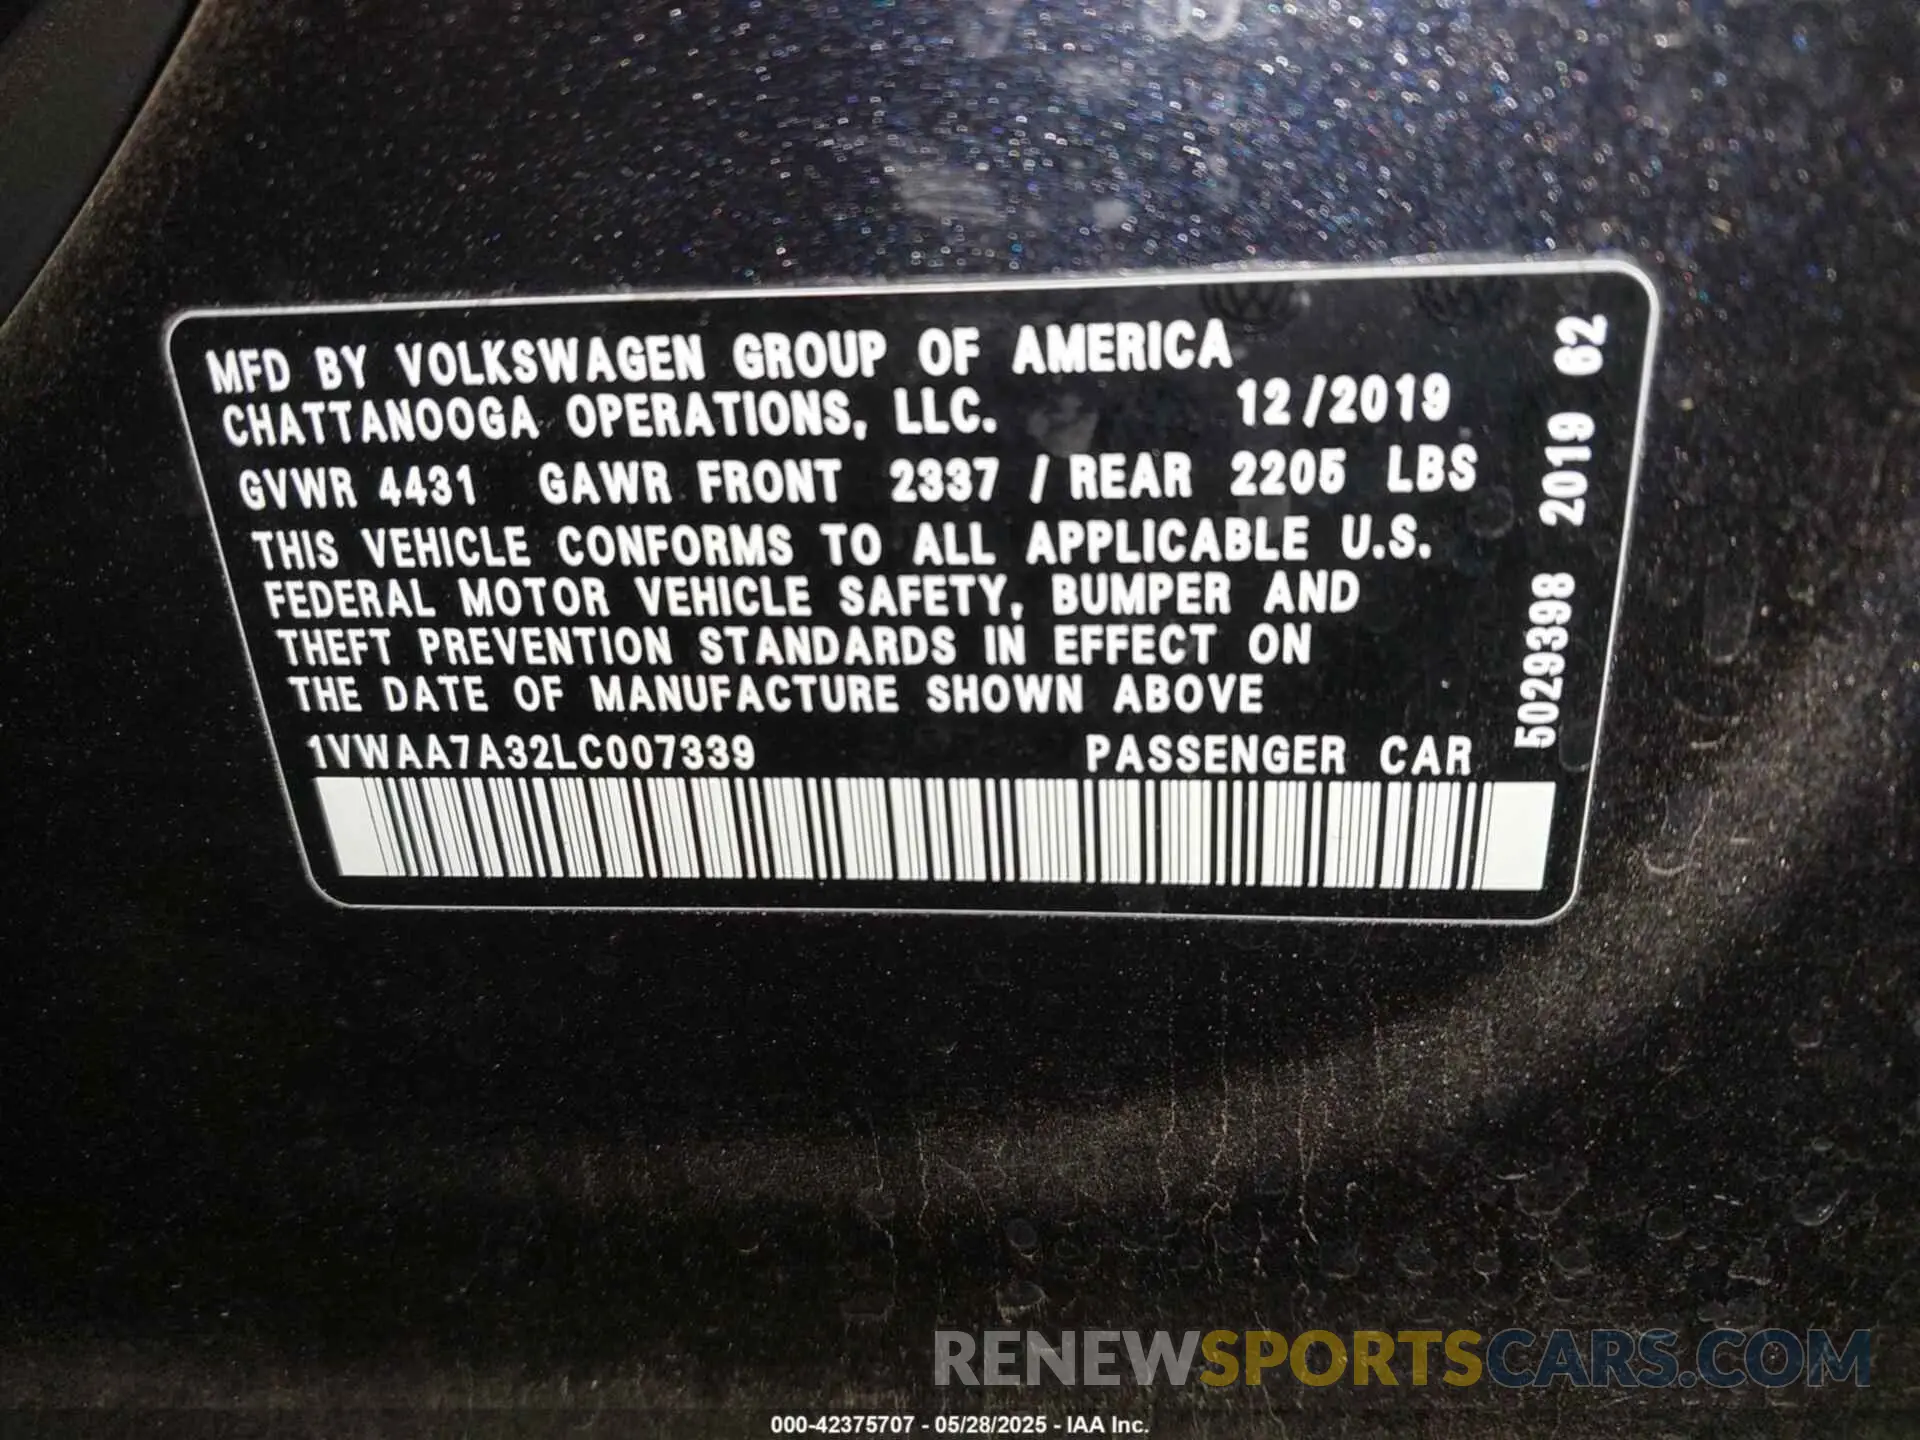 MFD BY VOLKSWAGEN GROUP OF AMERICA
CHATTANOOGA OPERATIONS, LLC. 12/2019
GVWR 4431 GAWR FRONT 2337 / REAR 2205 LBS
THIS VEHICLE CONFORMS TO ALL APPLICABLE U.S.
FEDERAL MOTOR VEHICLE SAFETY, BUMPER AND
THEFT PREVENTION STANDARDS IN EFFECT ON
THE DATE OF MANUFACTURE SHOWN ABOVE
1VWAA7A32LC007339 PASSENGER CAR
5029398 2019 62
RENEWSPORTSCARS.COM
000-42375707 - 05/28/2025 - IAA Inc.